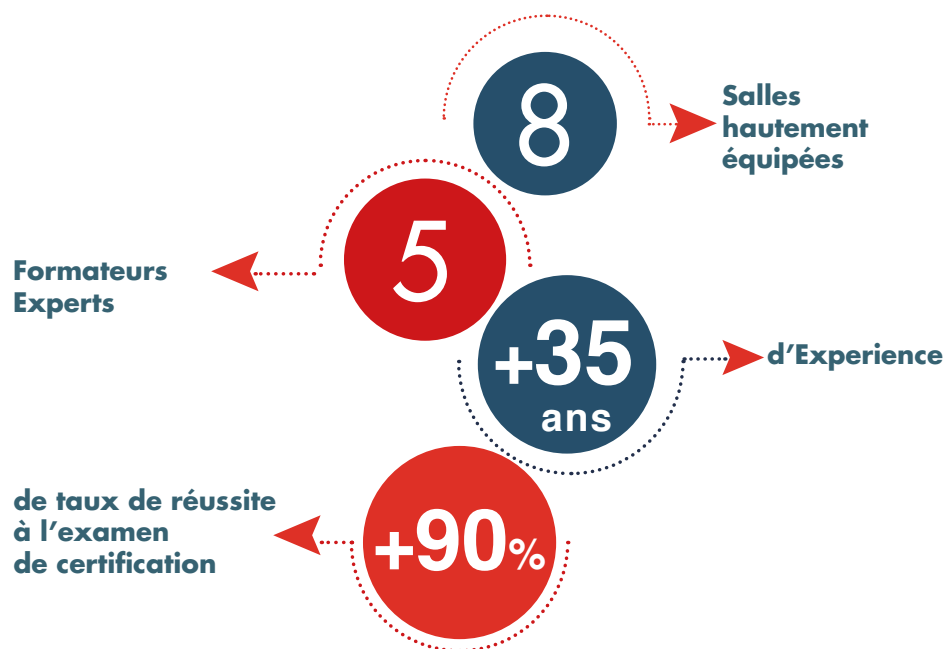 8
Salles
hautement
équipées
5
Formateurs
Experts
+35
ans
d’Experience
+90%
de taux de réussite
à l’examen
de certification